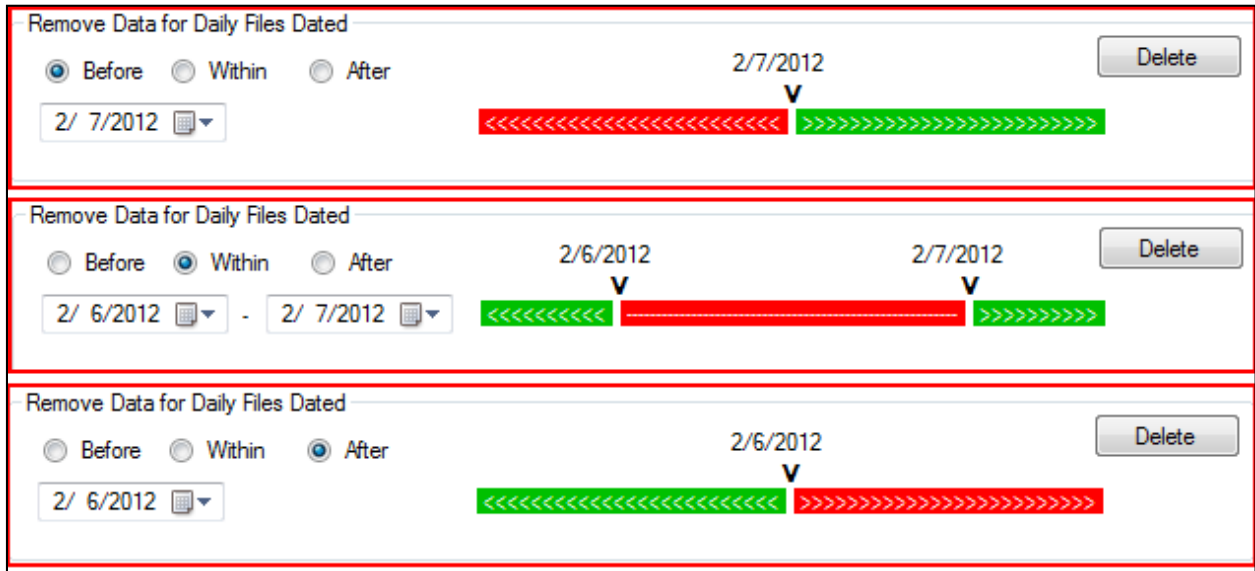 Remove Data for Daily Files Dated
Before Within After 2/7/2012 Delete
V
2/ 7/2012 <<<<<<<<<<<<<<<<<<<<<<<<< >>>>>>>>>>>>>>>>>>>>>>>>>
Remove Data for Daily Files Dated
Before Within After 2/6/2012 2/7/2012 Delete
V V
2/ 6/2012 - 2/ 7/2012 <<<<<<<<<< ---------------------------------------- >>>>>>>>>>
Remove Data for Daily Files Dated
Before Within After 2/6/2012 Delete
V
2/ 6/2012 <<<<<<<<<<<<<<<<<<<<<<<<< >>>>>>>>>>>>>>>>>>>>>>>>>